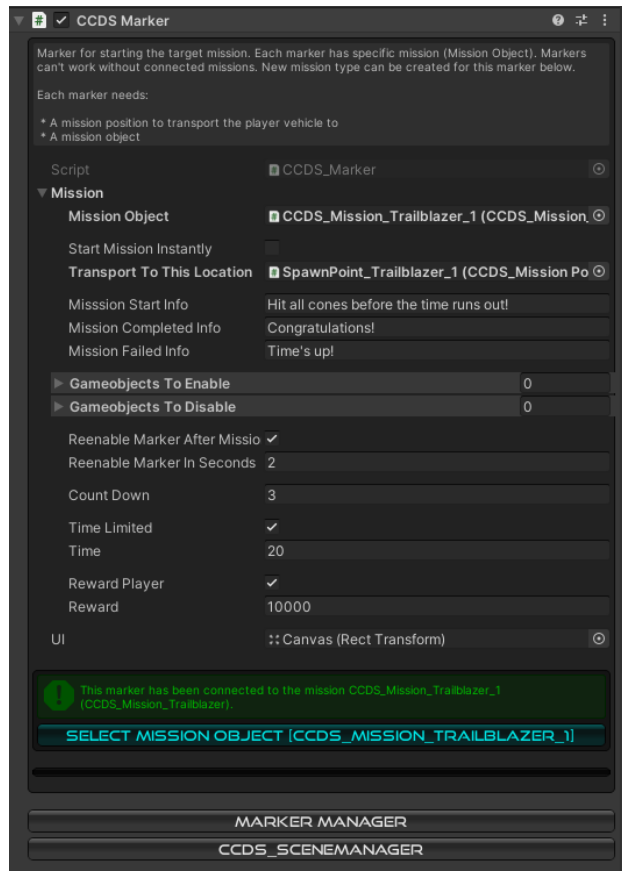 CCDS Marker
Marker for starting the target mission. Each marker has specific mission (Mission Object). Markers
can't work without connected missions. New mission type can be created for this marker below.
Each marker needs:
* A mission position to transport the player vehicle to
* A mission object
Script CCDS_Marker
Mission
Mission Object CCDS_Mission_Trailblazer_1 (CCDS_Mission_
Start Mission Instantly
Transport To This Location SpawnPoint_Trailblazer_1 (CCDS_Mission Po
Misssion Start Info Hit all cones before the time runs out!
Mission Completed Info Congratulations!
Mission Failed Info Time's up!
Gameobjects To Enable 0
Gameobjects To Disable 0
Reenable Marker After Missio
Reenable Marker In Seconds 2
Count Down 3
Time Limited
Time 20
Reward Player
Reward 10000
UI Canvas (Rect Transform)
This marker has been connected to the mission CCDS_Mission_Trailblazer_1
(CCDS_Mission_Trailblazer).
SELECT MISSION OBJECT [CCDS_MISSION_TRAILBLAZER_1]
MARKER MANAGER
CCDS_SCENEMANAGER